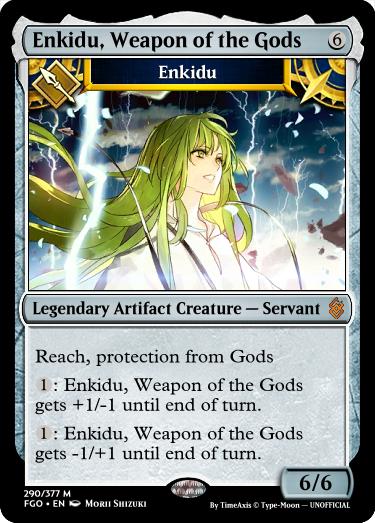 Enkidu, Weapon of the Gods 6
Enkidu
Legendary Artifact Creature — Servant
Reach, protection from Gods
1: Enkidu, Weapon of the Gods
gets +1/-1 until end of turn.
1: Enkidu, Weapon of the Gods
gets -1/+1 until end of turn.
6/6
290/377 M
FGO • EN Morii Shizuki
By TimeAxis © Type-Moon — UNOFFICIAL